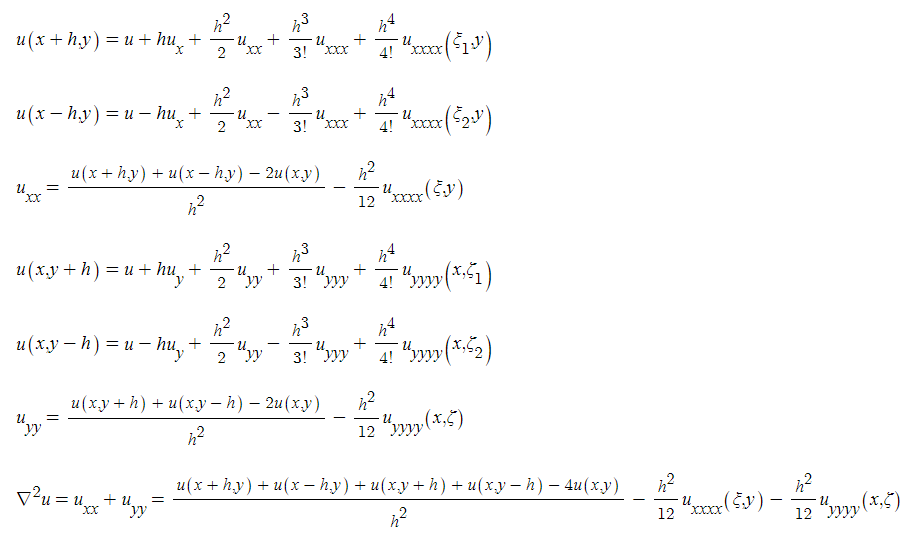 u(x + h,y) = u + hu_x + h^2/2 u_xx + h^3/3! u_xxx + h^4/4! u_xxxx(ξ_1,y)
u(x − h,y) = u − hu_x + h^2/2 u_xx − h^3/3! u_xxx + h^4/4! u_xxxx(ξ_2,y)
u_xx = (u(x + h,y) + u(x − h,y) − 2u(x,y))/h^2 − h^2/12 u_xxxx(ξ,y)
u(x,y + h) = u + hu_y + h^2/2 u_yy + h^3/3! u_yyy + h^4/4! u_yyyy(x,ζ_1)
u(x,y − h) = u − hu_y + h^2/2 u_yy − h^3/3! u_yyy + h^4/4! u_yyyy(x,ζ_2)
u_yy = (u(x,y + h) + u(x,y − h) − 2u(x,y))/h^2 − h^2/12 u_yyyy(x,ζ)
∇^2u = u_xx + u_yy = (u(x + h,y) + u(x − h,y) + u(x,y + h) + u(x,y − h) − 4u(x,y))/h^2 − h^2/12 u_xxxx(ξ,y) − h^2/12 u_yyyy(x,ζ)